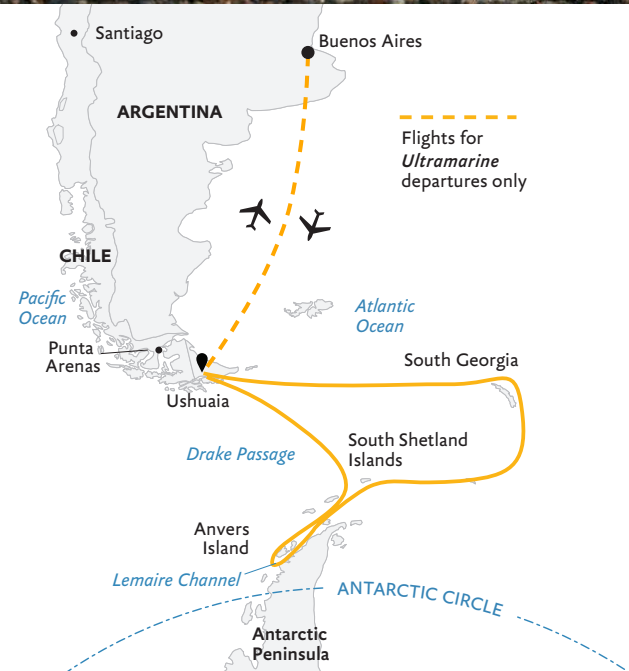 Santiago
Buenos Aires
ARGENTINA
Flights for
Ultramarine
departures only
CHILE
Pacific
Ocean
Atlantic
Ocean
Punta
Arenas
South Georgia
Ushuaia
South Shetland
Islands
Drake Passage
Anvers
Island
Lemaire Channel
ANTARCTIC CIRCLE
Antarctic
Peninsula